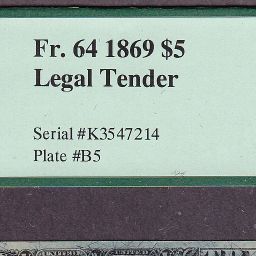 Fr. 64 1869 $5
Legal Tender
Serial #K3547214
Plate #B5